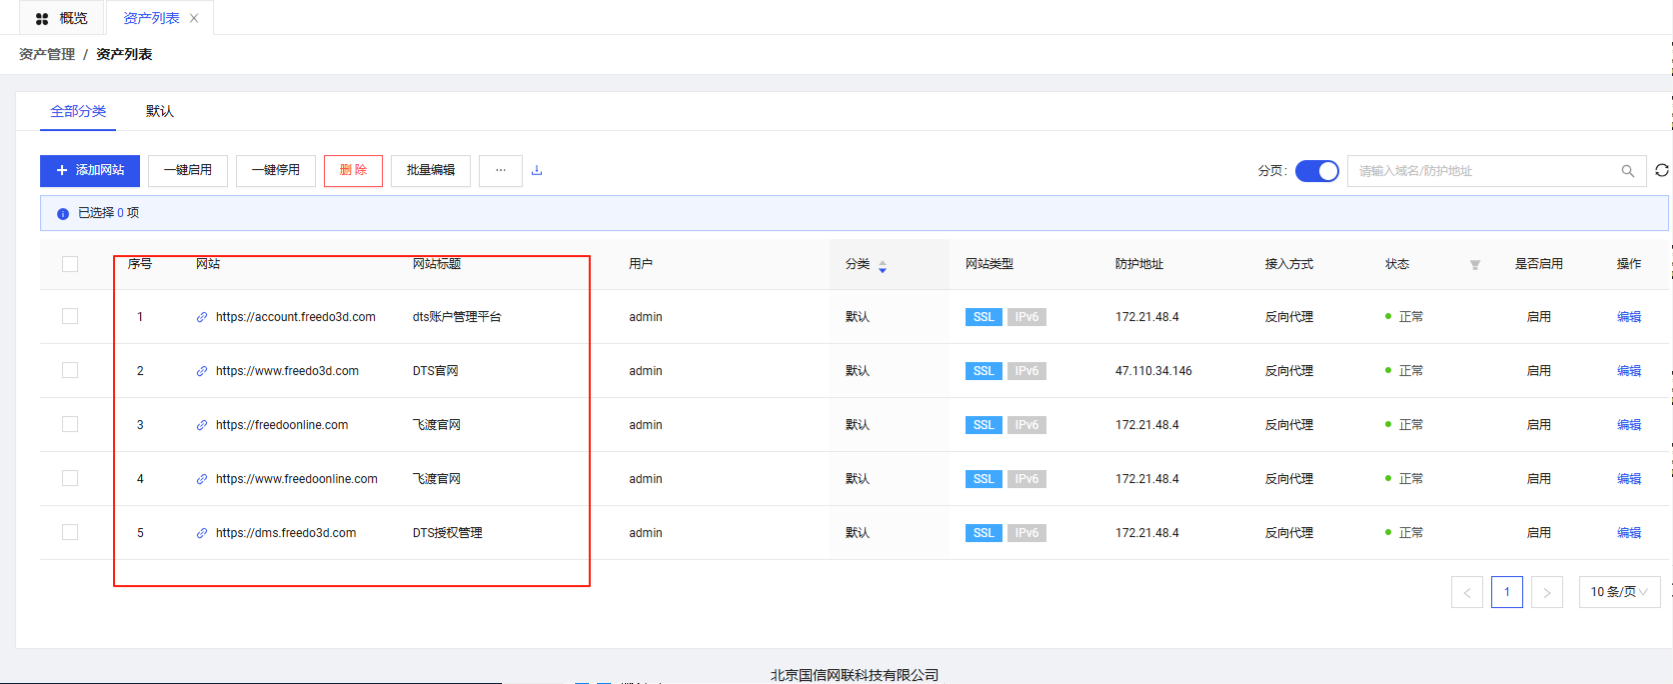 概览 资产列表
资产管理 / 资产列表
全部分类 默认
添加网站 一键启用 一键停用 删 除 批量编辑 ··· 分页： 请输入域名/防护地址
已选择 0 项
序号 网站 网站标题 用户 分类 网站类型 防护地址 接入方式 状态 是否启用 操作
1 https://account.freedo3d.com dts账户管理平台 admin 默认 SSL IPv6 172.21.48.4 反向代理 正常 启用 编辑
2 https://www.freedo3d.com DTS官网 admin 默认 SSL IPv6 47.110.34.146 反向代理 正常 启用 编辑
3 https://freedoonline.com 飞渡官网 admin 默认 SSL IPv6 172.21.48.4 反向代理 正常 启用 编辑
4 https://www.freedoonline.com 飞渡官网 admin 默认 SSL IPv6 172.21.48.4 反向代理 正常 启用 编辑
5 https://dms.freedo3d.com DTS授权管理 admin 默认 SSL IPv6 172.21.48.4 反向代理 正常 启用 编辑
< 1 > 10 条/页
北京国信网联科技有限公司